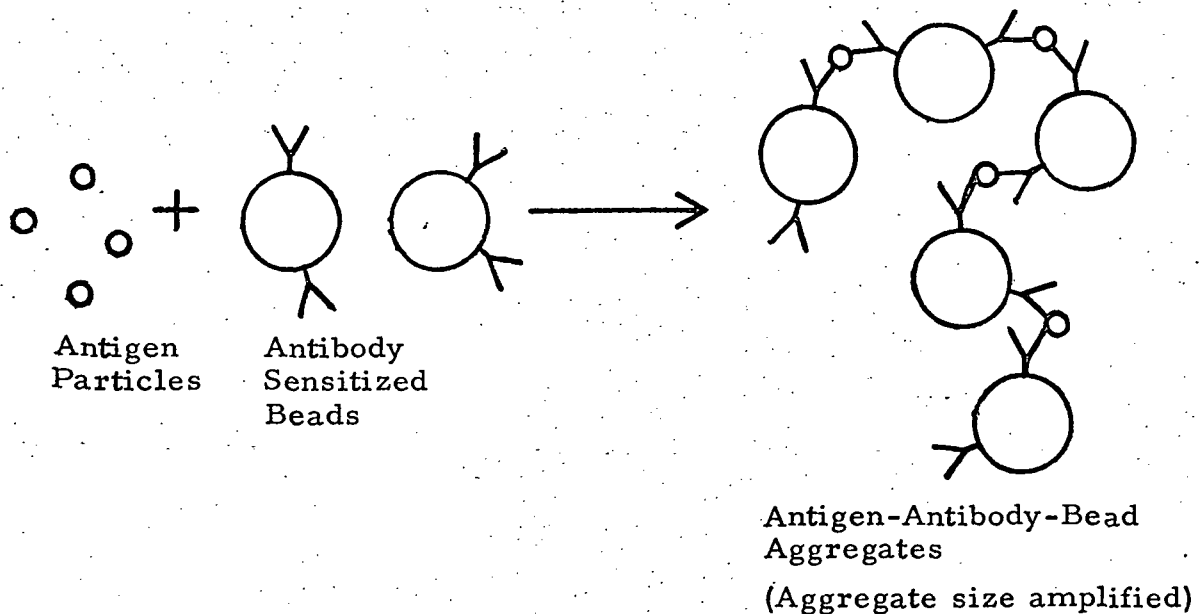 Antigen
Particles
Antibody
Sensitized
Beads
Antigen-Antibody-Bead
Aggregates
(Aggregate size amplified)